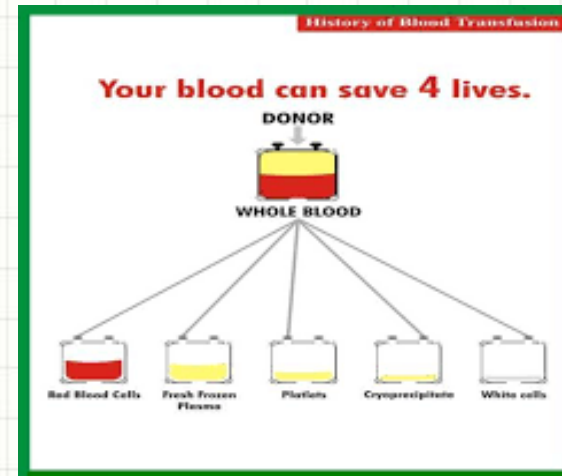 History of Blood Transfusion
Your blood can save 4 lives.
DONOR
WHOLE BLOOD
Red Blood Cells
Fresh Frozen
Plasma
Platlets
Cryoprecipitate
White cells